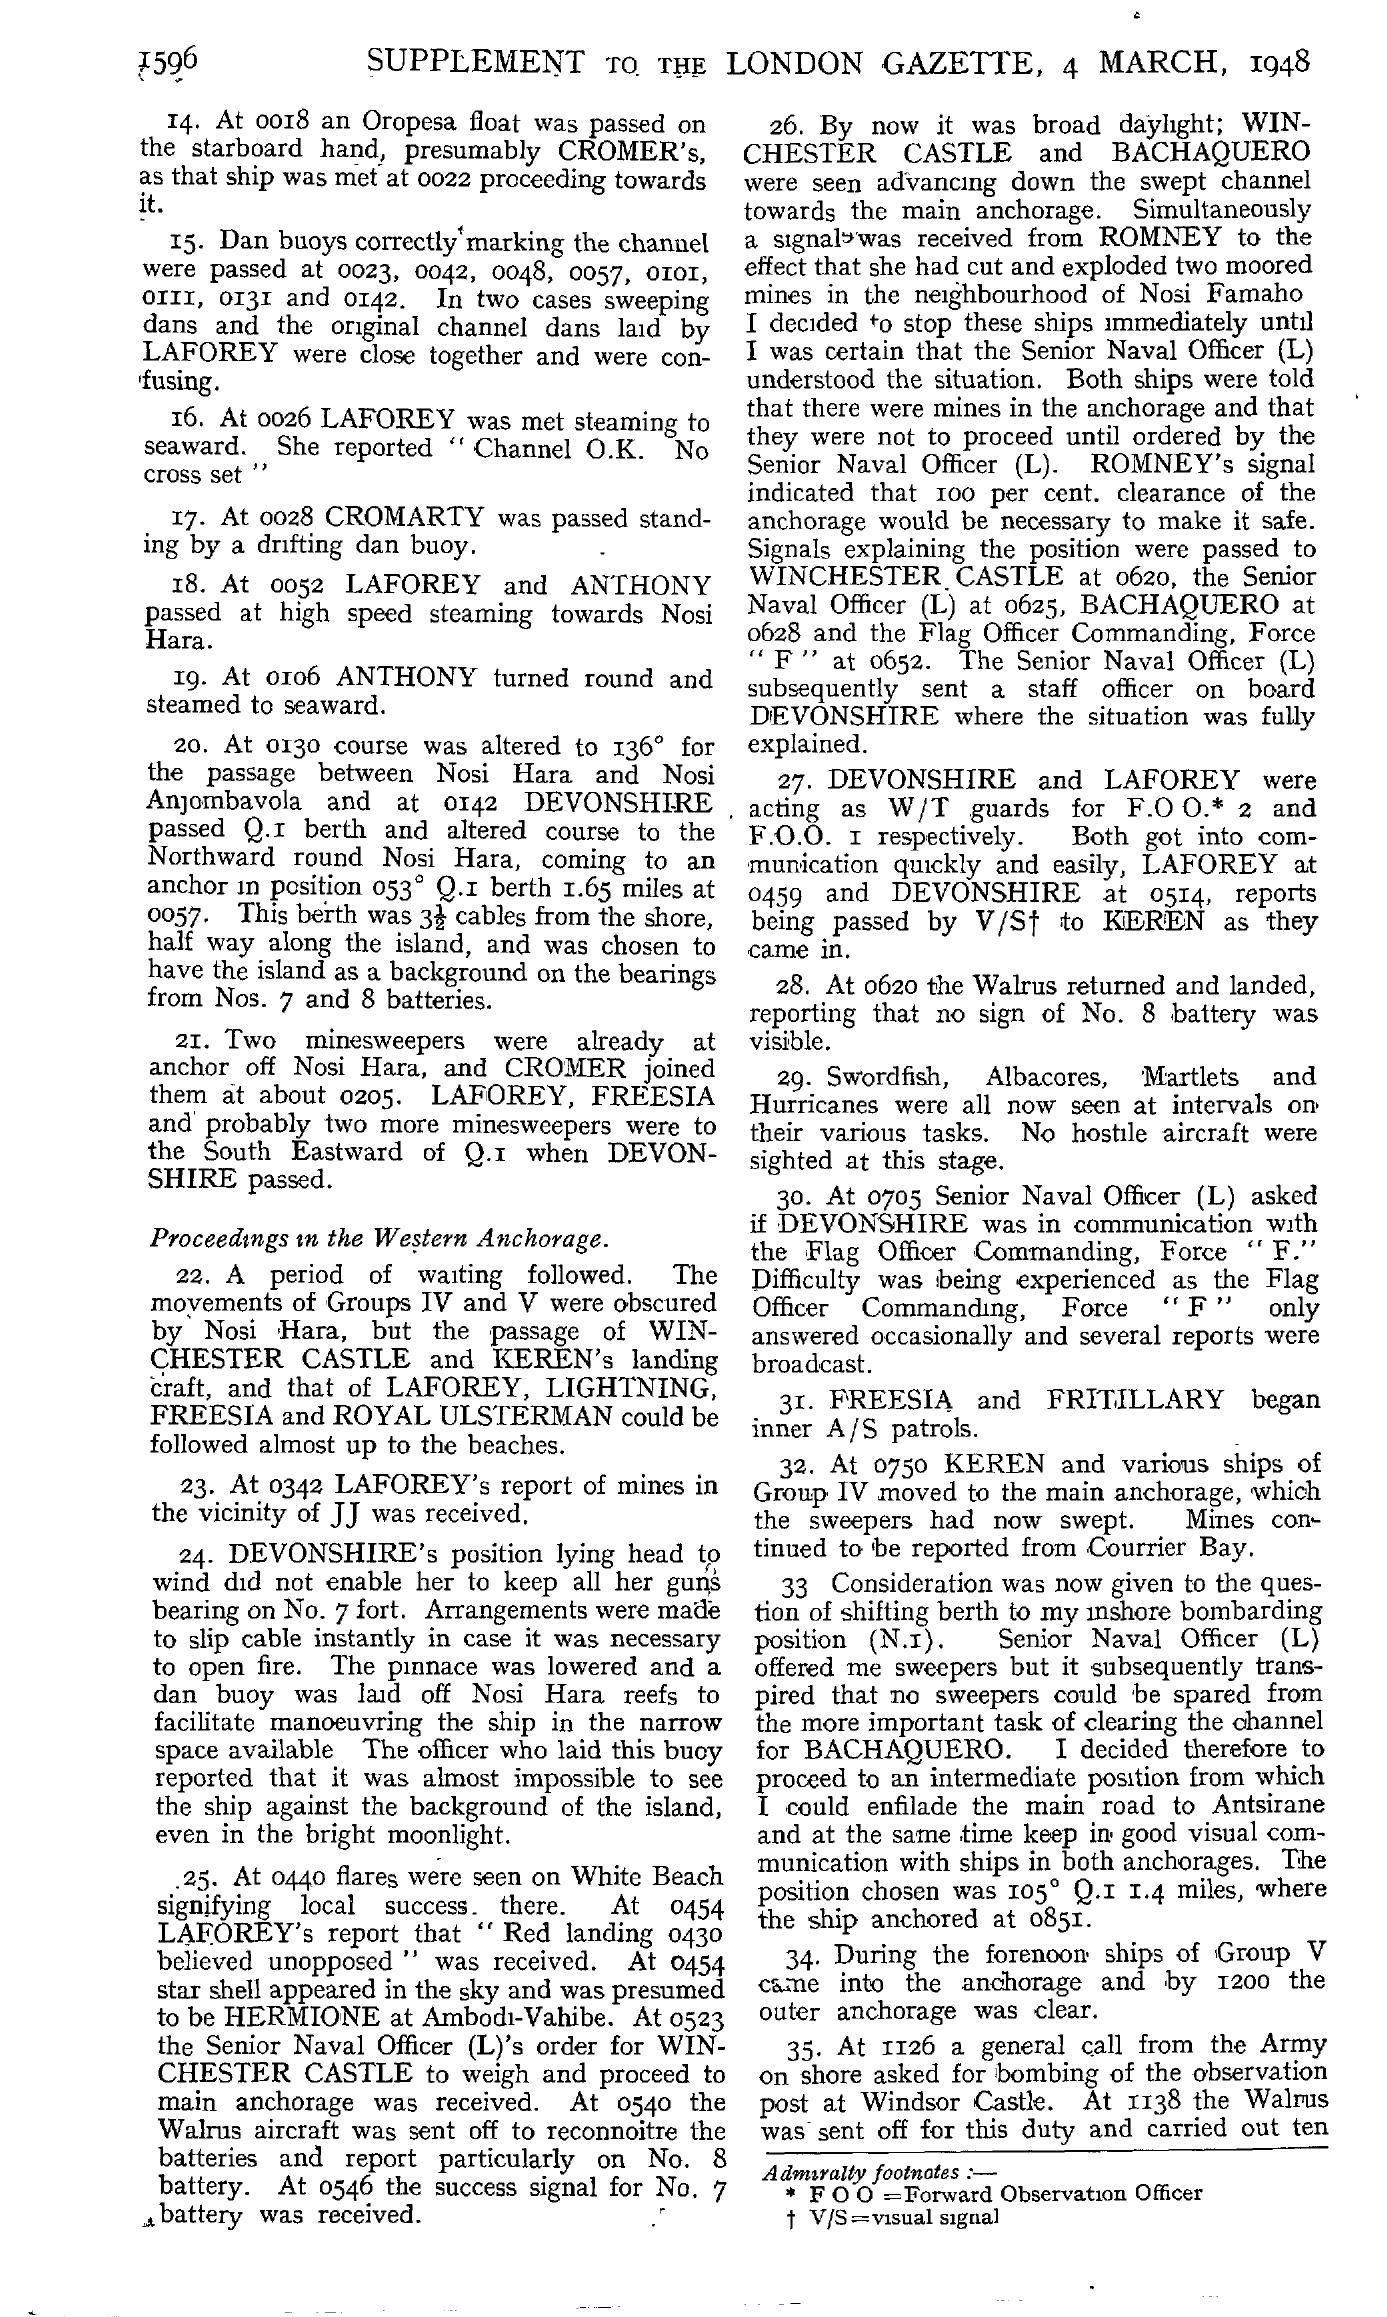 1596 SUPPLEMENT TO THE LONDON GAZETTE, 4 MARCH, 1948
14. At 0018 an Oropesa float was passed on
the starboard hand, presumably CROMER's,
as that ship was met at 0022 proceeding towards
it.
15. Dan buoys correctly marking the channel
were passed at 0023, 0042, 0048, 0057, 0101,
0111, 0131 and 0142. In two cases sweeping
dans and the original channel dans laid by
LAFOREY were close together and were con-
fusing.
16. At 0026 LAFOREY was met steaming to
seaward. She reported " Channel O.K. No
cross set "
17. At 0028 CROMARTY was passed stand-
ing by a drifting dan buoy.
18. At 0052 LAFOREY and ANTHONY
passed at high speed steaming towards Nosi
Hara.
19. At 0106 ANTHONY turned round and
steamed to seaward.
20. At 0130 course was altered to 136° for
the passage between Nosi Hara and Nosi
Anjombavola and at 0142 DEVONSHIRE
passed Q.1 berth and altered course to the
Northward round Nosi Hara, coming to an
anchor in position 053° Q.1 berth 1.65 miles at
0057. This berth was 3½ cables from the shore,
half way along the island, and was chosen to
have the island as a background on the bearings
from Nos. 7 and 8 batteries.
21. Two minesweepers were already at
anchor off Nosi Hara, and CROMER joined
them at about 0205. LAFOREY, FREESIA
and probably two more minesweepers were to
the South Eastward of Q.1 when DEVON-
SHIRE passed.
Proceedings in the Western Anchorage.
22. A period of waiting followed. The
movements of Groups IV and V were obscured
by Nosi Hara, but the passage of WIN-
CHESTER CASTLE and KEREN's landing
craft, and that of LAFOREY, LIGHTNING,
FREESIA and ROYAL ULSTERMAN could be
followed almost up to the beaches.
23. At 0342 LAFOREY's report of mines in
the vicinity of JJ was received.
24. DEVONSHIRE's position lying head to
wind did not enable her to keep all her guns
bearing on No. 7 fort. Arrangements were made
to slip cable instantly in case it was necessary
to open fire. The pinnace was lowered and a
dan buoy was laid off Nosi Hara reefs to
facilitate manoeuvring the ship in the narrow
space available The officer who laid this buoy
reported that it was almost impossible to see
the ship against the background of the island,
even in the bright moonlight.
25. At 0440 flares were seen on White Beach
signifying local success there. At 0454
LAFOREY's report that " Red landing 0430
believed unopposed " was received. At 0454
star shell appeared in the sky and was presumed
to be HERMIONE at Ambodi-Vahibe. At 0523
the Senior Naval Officer (L)'s order for WIN-
CHESTER CASTLE to weigh and proceed to
main anchorage was received. At 0540 the
Walrus aircraft was sent off to reconnoitre the
batteries and report particularly on No. 8
battery. At 0546 the success signal for No. 7
battery was received.
26. By now it was broad daylight; WIN-
CHESTER CASTLE and BACHAQUERO
were seen advancing down the swept channel
towards the main anchorage. Simultaneously
a signal was received from ROMNEY to the
effect that she had cut and exploded two moored
mines in the neighbourhood of Nosi Famaho
I decided to stop these ships immediately until
I was certain that the Senior Naval Officer (L)
understood the situation. Both ships were told
that there were mines in the anchorage and that
they were not to proceed until ordered by the
Senior Naval Officer (L). ROMNEY's signal
indicated that 100 per cent. clearance of the
anchorage would be necessary to make it safe.
Signals explaining the position were passed to
WINCHESTER CASTLE at 0620, the Senior
Naval Officer (L) at 0625, BACHAQUERO at
0628 and the Flag Officer Commanding, Force
" F " at 0652. The Senior Naval Officer (L)
subsequently sent a staff officer on board
DEVONSHIRE where the situation was fully
explained.
27. DEVONSHIRE and LAFOREY were
acting as W/T guards for F.O O.* 2 and
F.O.O. 1 respectively. Both got into com-
munication quickly and easily, LAFOREY at
0459 and DEVONSHIRE at 0514, reports
being passed by V/S† to KEREN as they
came in.
28. At 0620 the Walrus returned and landed,
reporting that no sign of No. 8 battery was
visible.
29. Swordfish, Albacores, Martlets and
Hurricanes were all now seen at intervals on
their various tasks. No hostile aircraft were
sighted at this stage.
30. At 0705 Senior Naval Officer (L) asked
if DEVONSHIRE was in communication with
the Flag Officer Commanding, Force " F."
Difficulty was being experienced as the Flag
Officer Commanding, Force " F " only
answered occasionally and several reports were
broadcast.
31. FREESIA and FRITILLARY began
inner A/S patrols.
32. At 0750 KEREN and various ships of
Group IV moved to the main anchorage, which
the sweepers had now swept. Mines con-
tinued to be reported from Courrier Bay.
33 Consideration was now given to the ques-
tion of shifting berth to my inshore bombarding
position (N.1). Senior Naval Officer (L)
offered me sweepers but it subsequently trans-
pired that no sweepers could be spared from
the more important task of clearing the channel
for BACHAQUERO. I decided therefore to
proceed to an intermediate position from which
I could enfilade the main road to Antsirane
and at the same time keep in good visual com-
munication with ships in both anchorages. The
position chosen was 105° Q.1 1.4 miles, where
the ship anchored at 0851.
34. During the forenoon ships of Group V
came into the anchorage and by 1200 the
outer anchorage was clear.
35. At 1126 a general call from the Army
on shore asked for bombing of the observation
post at Windsor Castle. At 1138 the Walrus
was sent off for this duty and carried out ten
Admiralty footnotes :—
* F O O =Forward Observation Officer
† V/S=visual signal